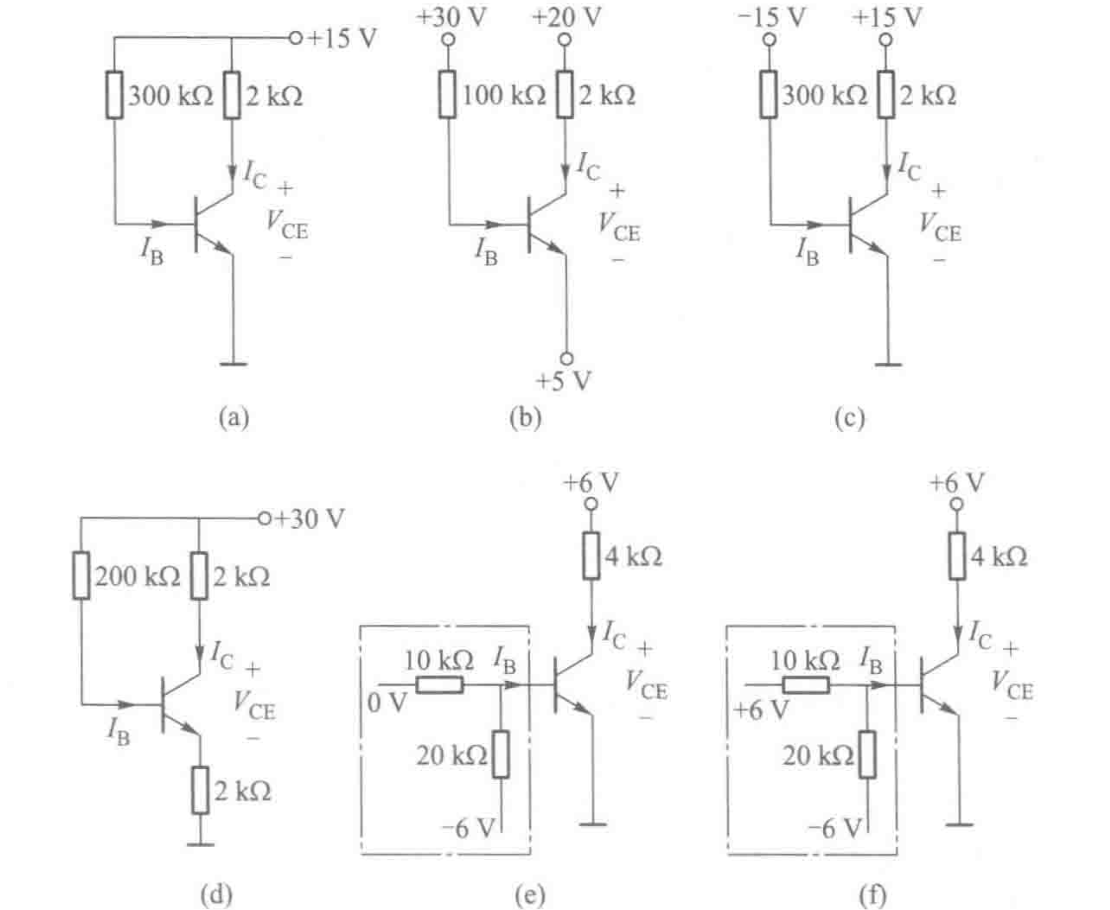 +15 V
300 kΩ 2 kΩ
I_C +
V_CE
I_B −
(a)
+30 V +20 V
100 kΩ 2 kΩ
I_C +
V_CE
I_B −
+5 V
(b)
−15 V +15 V
300 kΩ 2 kΩ
I_C +
V_CE
I_B −
(c)
+30 V
200 kΩ 2 kΩ
I_C +
V_CE
I_B −
2 kΩ
(d)
+6 V
4 kΩ
I_C +
10 kΩ I_B
V_CE
0 V −
20 kΩ
−6 V
(e)
+6 V
4 kΩ
I_C +
10 kΩ I_B
V_CE
+6 V −
20 kΩ
−6 V
(f)